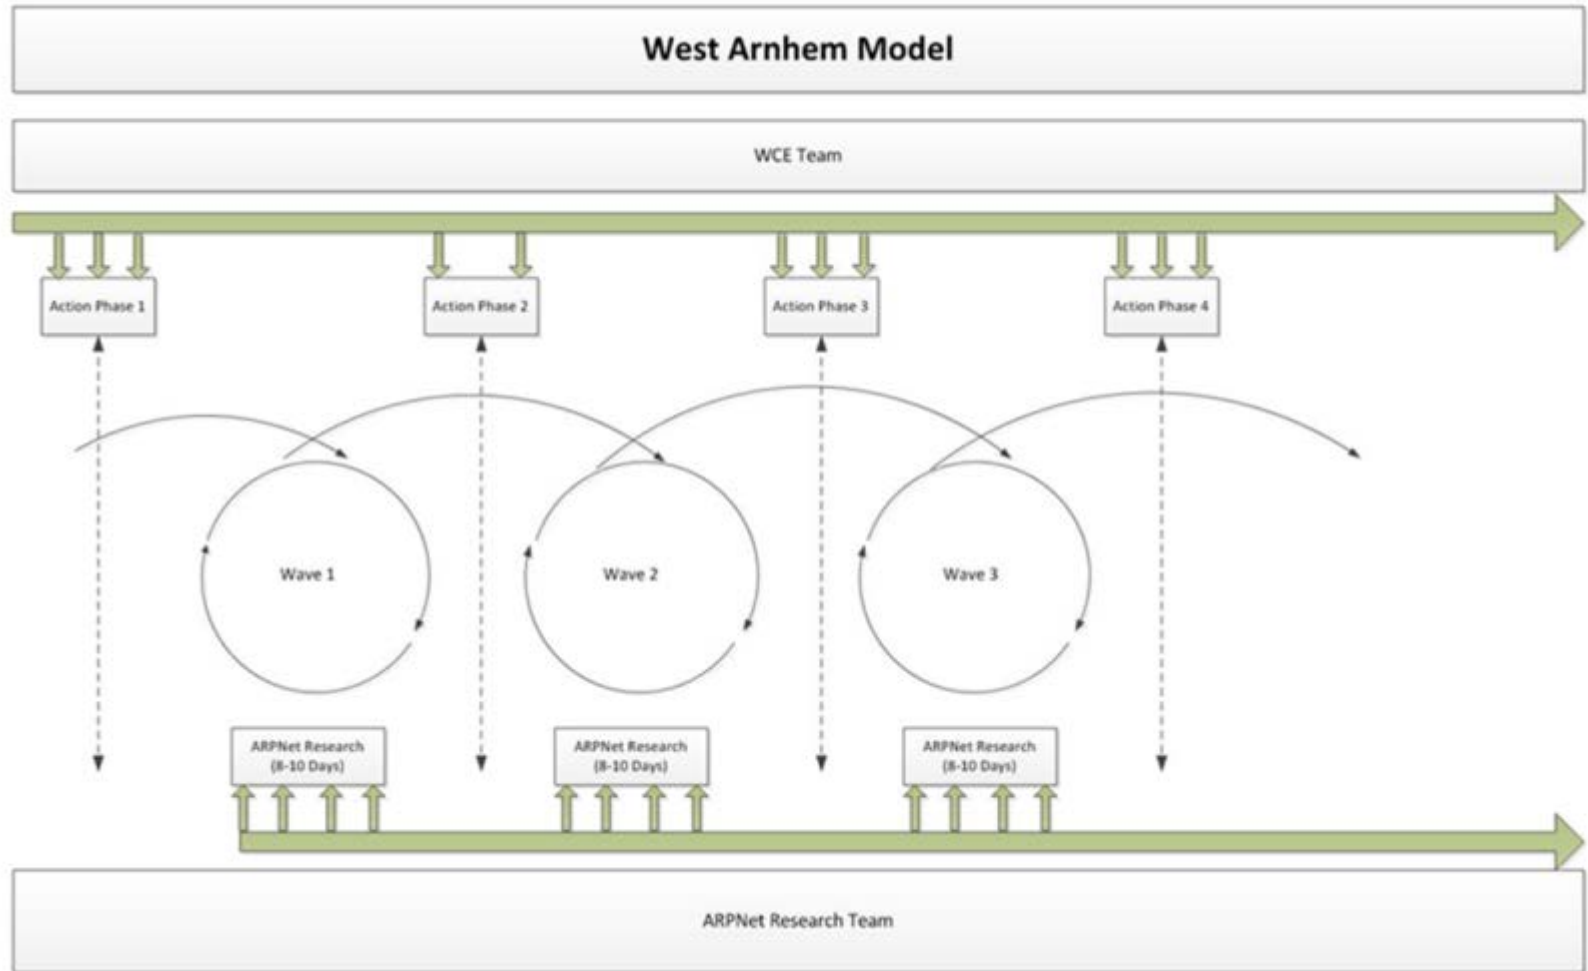 West Arnhem Model
WCE Team
Action Phase 1
Action Phase 2
Action Phase 3
Action Phase 4
Wave 1
Wave 2
Wave 3
ARPNet Research
(8-10 Days)
ARPNet Research
(8-10 Days)
ARPNet Research
(8-10 Days)
ARPNet Research Team